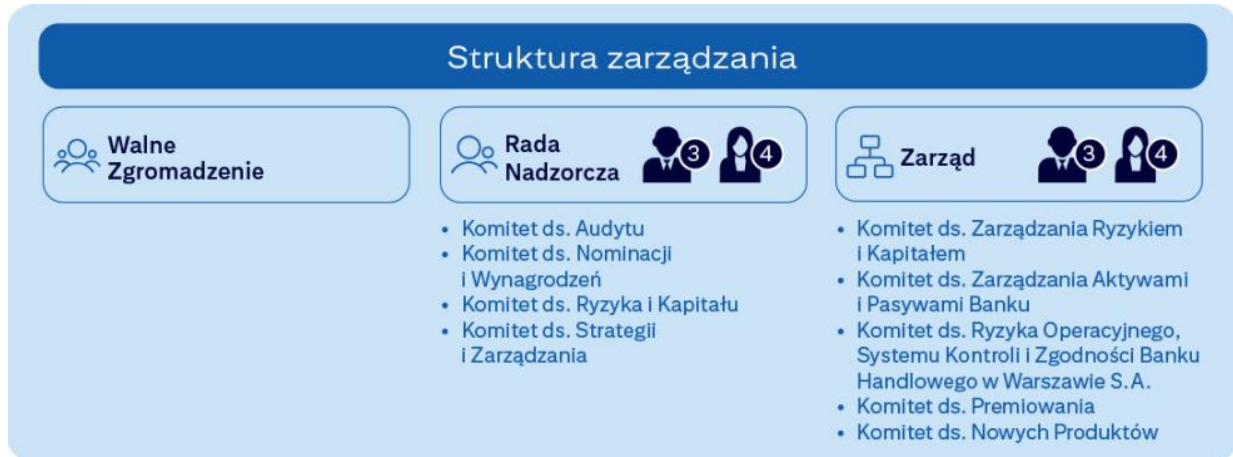 Struktura zarządzania
Walne
Zgromadzenie
Rada
Nadzorcza
3
4
• Komitet ds. Audytu
• Komitet ds. Nominacji
i Wynagrodzeń
• Komitet ds. Ryzyka i Kapitału
• Komitet ds. Strategii
i Zarządzania
Zarząd
3
4
• Komitet ds. Zarządzania Ryzykiem
i Kapitałem
• Komitet ds. Zarządzania Aktywami
i Pasywami Banku
• Komitet ds. Ryzyka Operacyjnego,
Systemu Kontroli i Zgodności Banku
Handlowego w Warszawie S.A.
• Komitet ds. Premiowania
• Komitet ds. Nowych Produktów